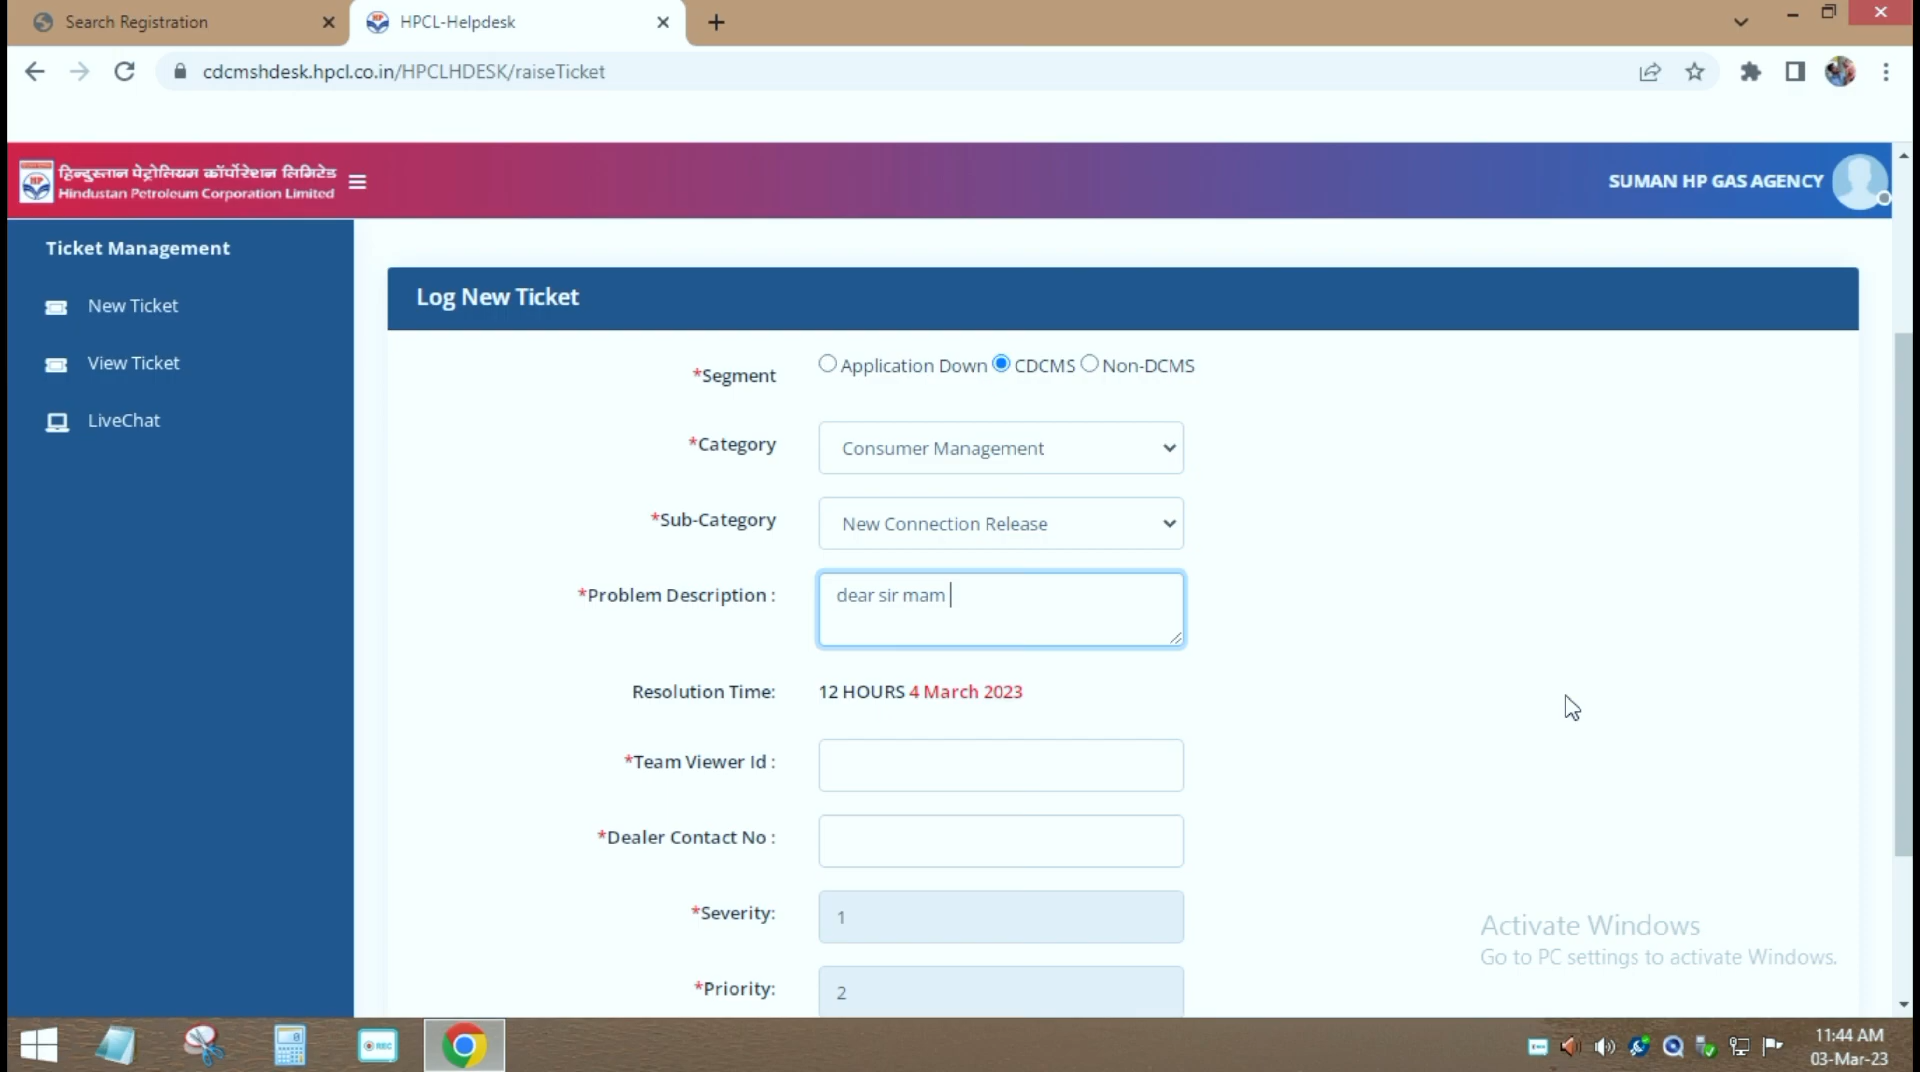 Search Registration
HPCL-Helpdesk
cdcmshdesk.hpcl.co.in/HPCLHDESK/raiseTicket
HP
हिन्दुस्तान पेट्रोलियम कॉर्पोरेशन लिमिटेड
Hindustan Petroleum Corporation Limited
SUMAN HP GAS AGENCY
Ticket Management
New Ticket
View Ticket
LiveChat
Log New Ticket
*Segment
Application Down CDCMS Non-DCMS
*Category
Consumer Management
*Sub-Category
New Connection Release
*Problem Description :
dear sir mam
Resolution Time:
12 HOURS 4 March 2023
*Team Viewer Id :
*Dealer Contact No :
*Severity:
1
*Priority:
2
Activate Windows
Go to PC settings to activate Windows.
REC
11:44 AM
03-Mar-23